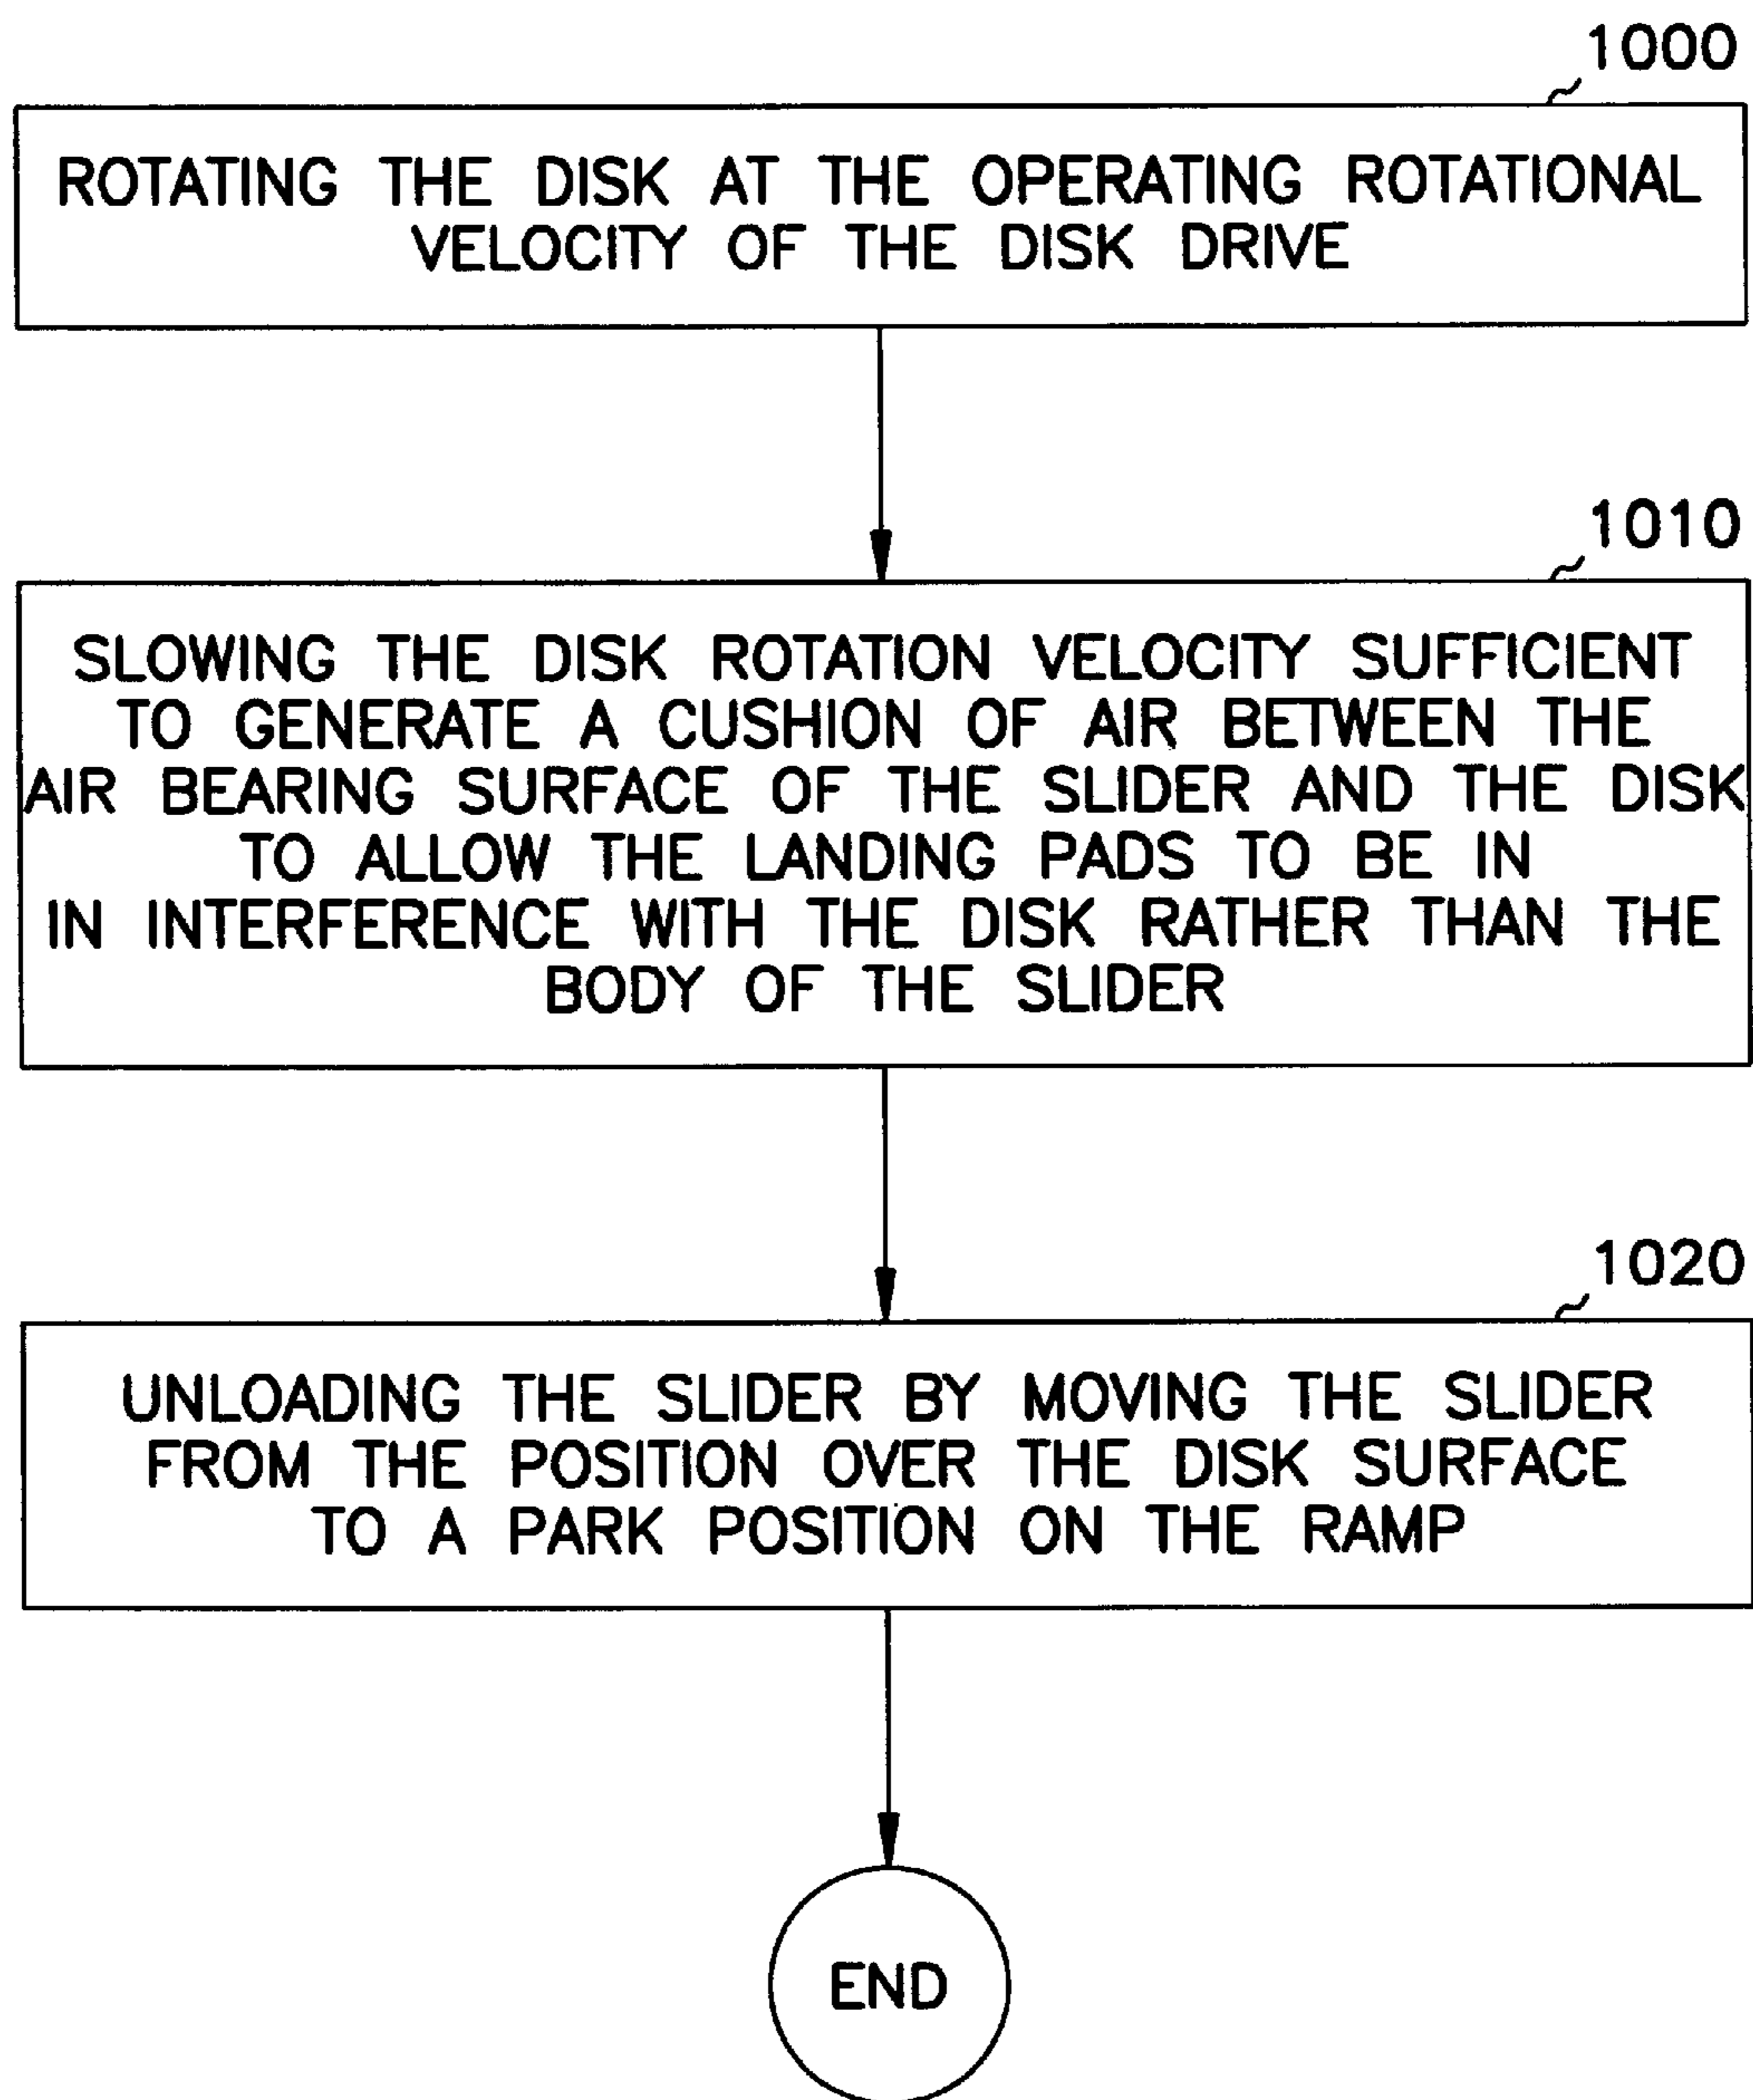 1000
ROTATING THE DISK AT THE OPERATING ROTATIONAL
VELOCITY OF THE DISK DRIVE
1010
SLOWING THE DISK ROTATION VELOCITY SUFFICIENT
TO GENERATE A CUSHION OF AIR BETWEEN THE
AIR BEARING SURFACE OF THE SLIDER AND THE DISK
TO ALLOW THE LANDING PADS TO BE IN
IN INTERFERENCE WITH THE DISK RATHER THAN THE
BODY OF THE SLIDER
1020
UNLOADING THE SLIDER BY MOVING THE SLIDER
FROM THE POSITION OVER THE DISK SURFACE
TO A PARK POSITION ON THE RAMP
END